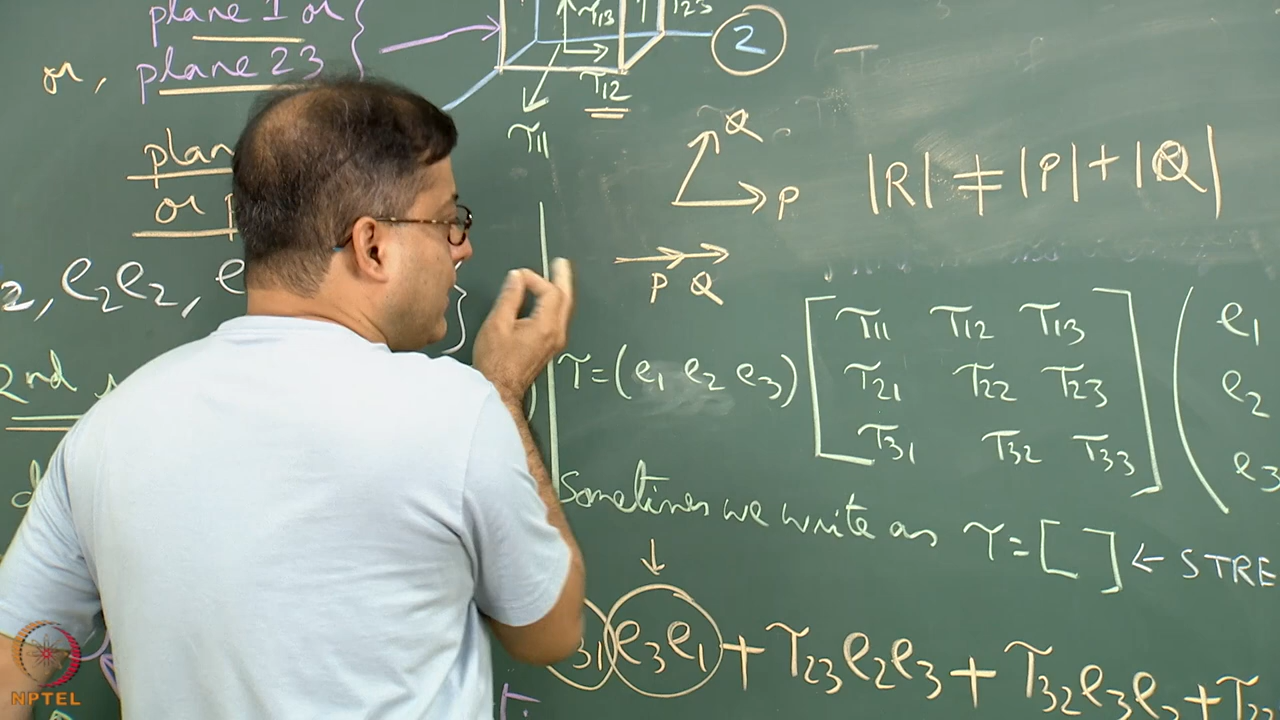 plane 1 or
or, plane 23
τ13 τ23
2
τ12
τ11
plan
or
Q
P
|R| ≠ |P| + |Q|
P Q
e2e2, e
2nd
τ = (e1 e2 e3) [ τ11 τ12 τ13
τ21 τ22 τ23
τ31 τ32 τ33 ] ( e1
e2
e3
Sometimes we write as τ = [ ] ← STRE
31 e3e1 + τ23 e2e3 + τ32 e3e2 + τ
NPTEL